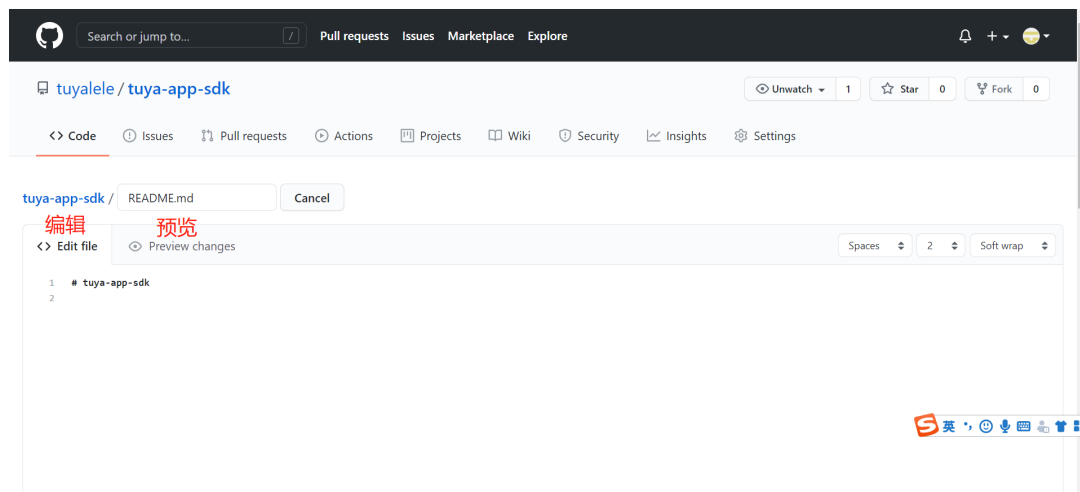 Search or jump to... / Pull requests Issues Marketplace Explore
tuyalele / tuya-app-sdk Unwatch 1 Star 0 Fork 0
Code Issues Pull requests Actions Projects Wiki Security Insights Settings
tuya-app-sdk / README.md Cancel
编辑 预览
<> Edit file Preview changes Spaces 2 Soft wrap
1 # tuya-app-sdk
2
S 英